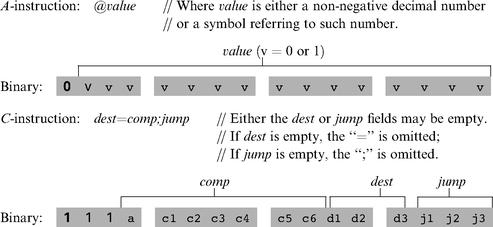 A-instruction: @value // Where value is either a non-negative decimal number
// or a symbol referring to such number.
value (v = 0 or 1)
Binary: 0 v v v v v v v v v v v v v v v
C-instruction: dest=comp;jump // Either the dest or jump fields may be empty.
// If dest is empty, the “=” is omitted;
// If jump is empty, the “;” is omitted.
comp dest jump
Binary: 1 1 1 a c1 c2 c3 c4 c5 c6 d1 d2 d3 j1 j2 j3